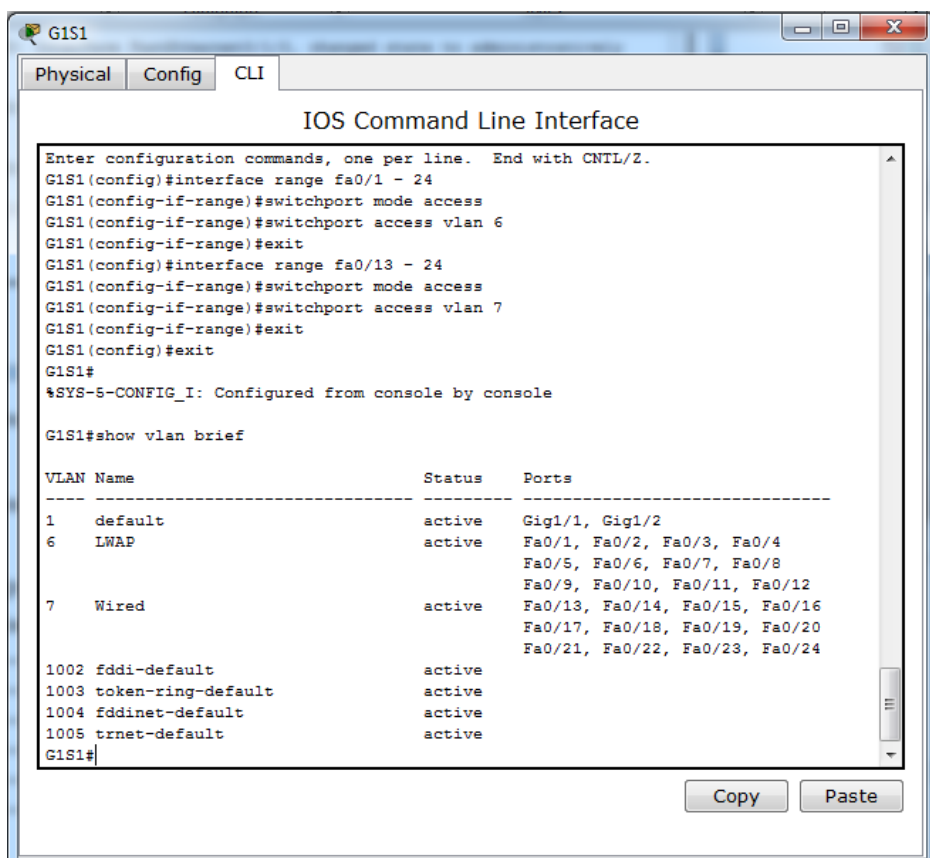 G1S1
Physical Config CLI
IOS Command Line Interface
Enter configuration commands, one per line.  End with CNTL/Z.
G1S1(config)#interface range fa0/1 - 24
G1S1(config-if-range)#switchport mode access
G1S1(config-if-range)#switchport access vlan 6
G1S1(config-if-range)#exit
G1S1(config)#interface range fa0/13 - 24
G1S1(config-if-range)#switchport mode access
G1S1(config-if-range)#switchport access vlan 7
G1S1(config-if-range)#exit
G1S1(config)#exit
G1S1#
%SYS-5-CONFIG_I: Configured from console by console
G1S1#show vlan brief
VLAN Name                             Status    Ports
---- -------------------------------- --------- -------------------------------
1    default                          active    Gig1/1, Gig1/2
6    LWAP                             active    Fa0/1, Fa0/2, Fa0/3, Fa0/4
                                                Fa0/5, Fa0/6, Fa0/7, Fa0/8
                                                Fa0/9, Fa0/10, Fa0/11, Fa0/12
7    Wired                            active    Fa0/13, Fa0/14, Fa0/15, Fa0/16
                                                Fa0/17, Fa0/18, Fa0/19, Fa0/20
                                                Fa0/21, Fa0/22, Fa0/23, Fa0/24
1002 fddi-default                     active
1003 token-ring-default               active
1004 fddinet-default                  active
1005 trnet-default                    active
G1S1#
Copy Paste